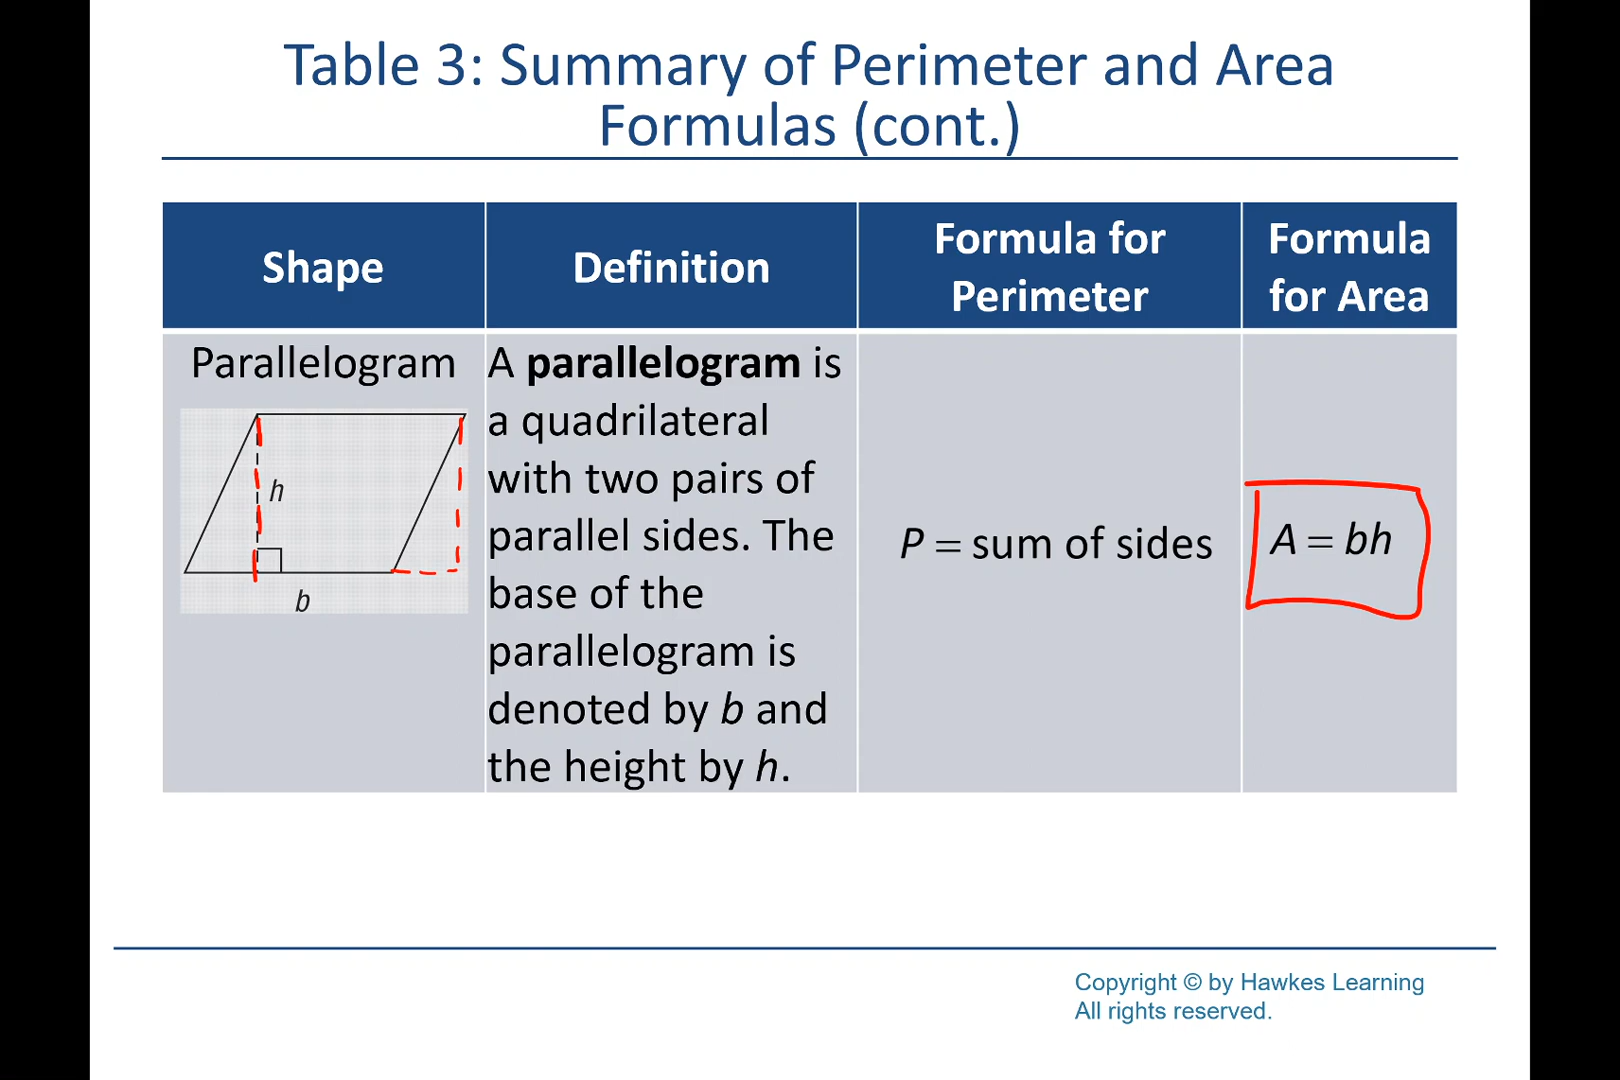 Table 3: Summary of Perimeter and Area
Formulas (cont.)
Shape
Definition
Formula for
Perimeter
Formula
for Area
Parallelogram
h
b
A parallelogram is
a quadrilateral
with two pairs of
parallel sides. The
base of the
parallelogram is
denoted by b and
the height by h.
P = sum of sides
A = bh
Copyright © by Hawkes Learning
All rights reserved.